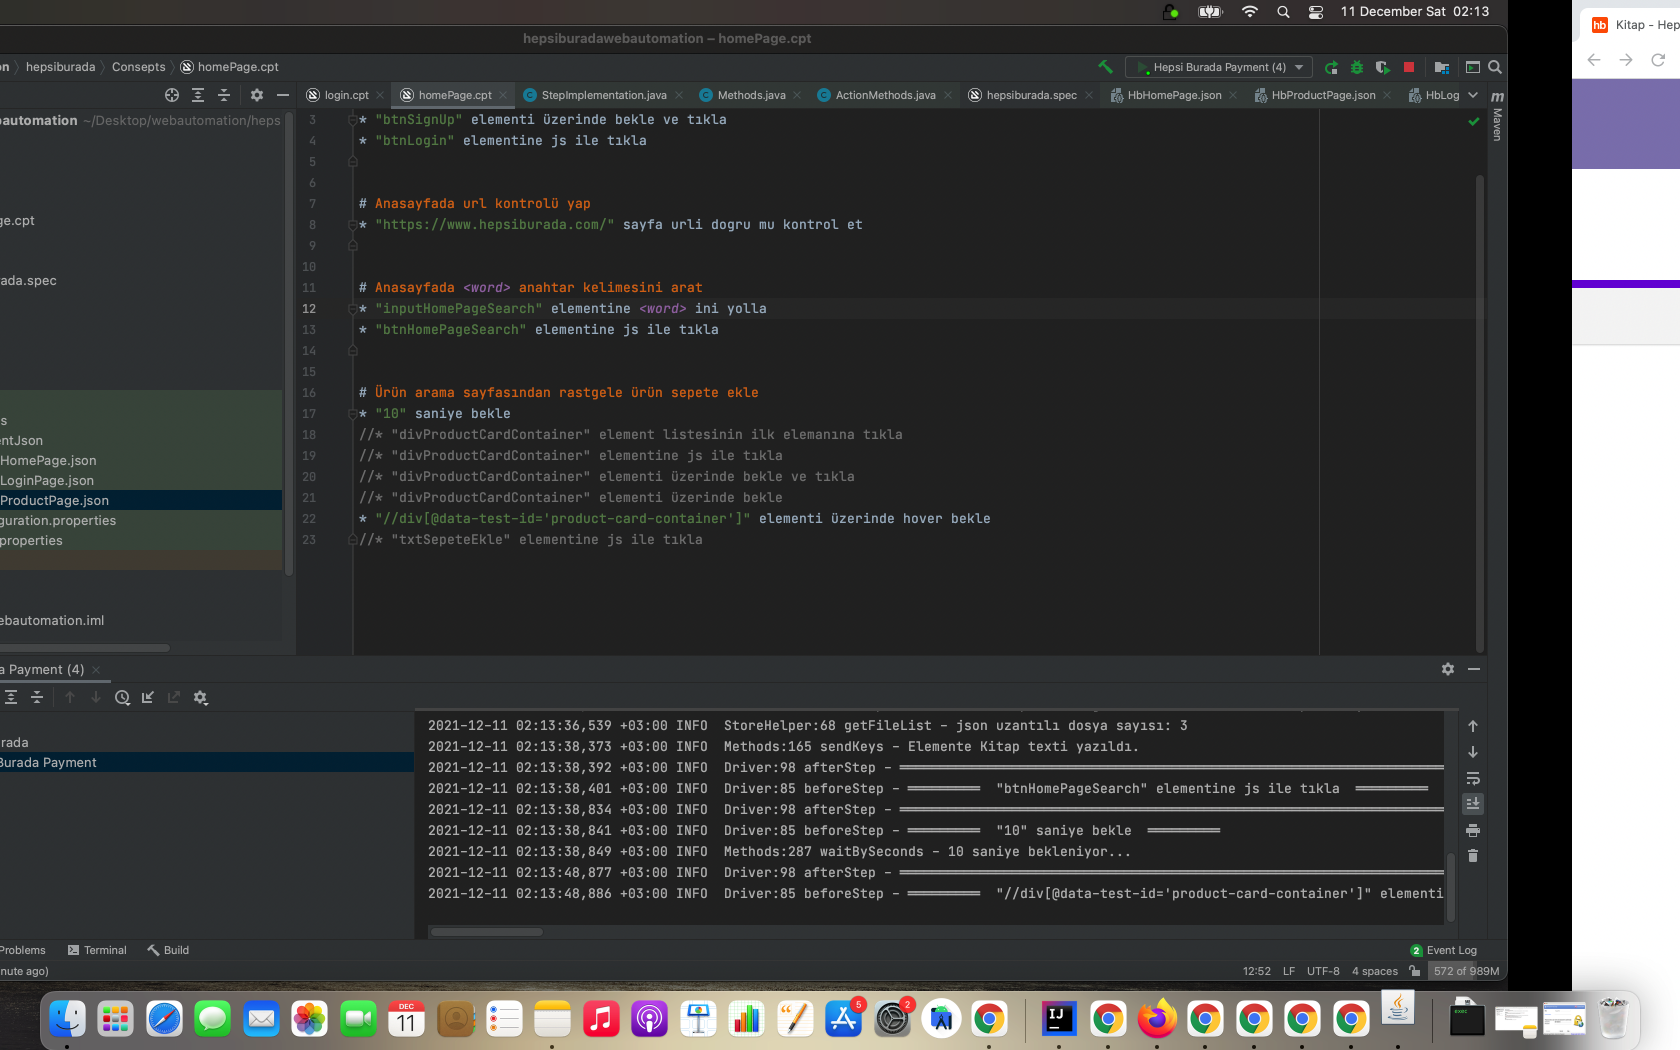 11 December Sat 02:13
hepsiburadawebautomation – homePage.cpt
on hepsiburada Consepts homePage.cpt
Hepsi Burada Payment (4)
login.cpt homePage.cpt StepImplementation.java Methods.java ActionMethods.java hepsiburada.spec HbHomePage.json HbProductPage.json HbLog
Maven
automation ~/Desktop/webautomation/heps
ge.cpt
ada.spec
s
entJson
HomePage.json
LoginPage.json
ProductPage.json
guration.properties
properties
ebautomation.iml
3 * "btnSignUp" elementi üzerinde bekle ve tıkla
4 * "btnLogin" elementine js ile tıkla
5
6
7 # Anasayfada url kontrolü yap
8 * "https://www.hepsiburada.com/" sayfa urli dogru mu kontrol et
9
10
11 # Anasayfada <word> anahtar kelimesini arat
12 * "inputHomePageSearch" elementine <word> ini yolla
13 * "btnHomePageSearch" elementine js ile tıkla
14
15
16 # Ürün arama sayfasından rastgele ürün sepete ekle
17 * "10" saniye bekle
18 //* "divProductCardContainer" element listesinin ilk elemanına tıkla
19 //* "divProductCardContainer" elementine js ile tıkla
20 //* "divProductCardContainer" elementi üzerinde bekle ve tıkla
21 //* "divProductCardContainer" elementi üzerinde bekle
22 * "//div[@data-test-id='product-card-container']" elementi üzerinde hover bekle
23 //* "txtSepeteEkle" elementine js ile tıkla
a Payment (4)
rada
Burada Payment
2021-12-11 02:13:36,539 +03:00 INFO StoreHelper:68 getFileList - json uzantılı dosya sayısı: 3
2021-12-11 02:13:38,373 +03:00 INFO Methods:165 sendKeys - Elemente Kitap texti yazıldı.
2021-12-11 02:13:38,392 +03:00 INFO Driver:98 afterStep - ══════════
2021-12-11 02:13:38,401 +03:00 INFO Driver:85 beforeStep - ═════════ "btnHomePageSearch" elementine js ile tıkla ═════════
2021-12-11 02:13:38,834 +03:00 INFO Driver:98 afterStep - ══════════
2021-12-11 02:13:38,841 +03:00 INFO Driver:85 beforeStep - ═════════ "10" saniye bekle ═════════
2021-12-11 02:13:38,849 +03:00 INFO Methods:287 waitBySeconds - 10 saniye bekleniyor...
2021-12-11 02:13:48,877 +03:00 INFO Driver:98 afterStep - ══════════
2021-12-11 02:13:48,886 +03:00 INFO Driver:85 beforeStep - ═════════ "//div[@data-test-id='product-card-container']" elementi
Problems Terminal Build
2 Event Log
nute ago)
12:52 LF UTF-8 4 spaces 572 of 989M
hb Kitap - Hep
DEC
11
5
2
IJ
exec